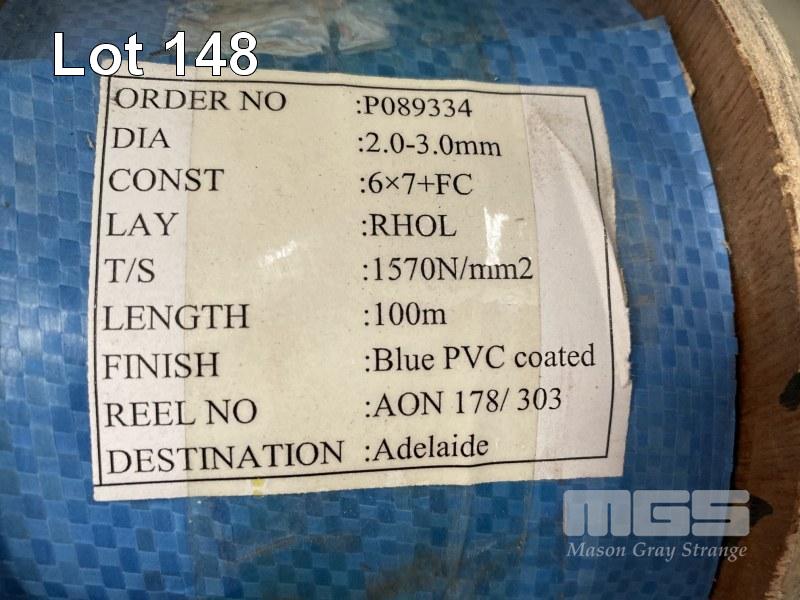 Lot 148
ORDER NO :P089334
DIA :2.0-3.0mm
CONST :6×7+FC
LAY :RHOL
T/S :1570N/mm2
LENGTH :100m
FINISH :Blue PVC coated
REEL NO :AON 178/ 303
DESTINATION :Adelaide
MGS
Mason Gray Strange